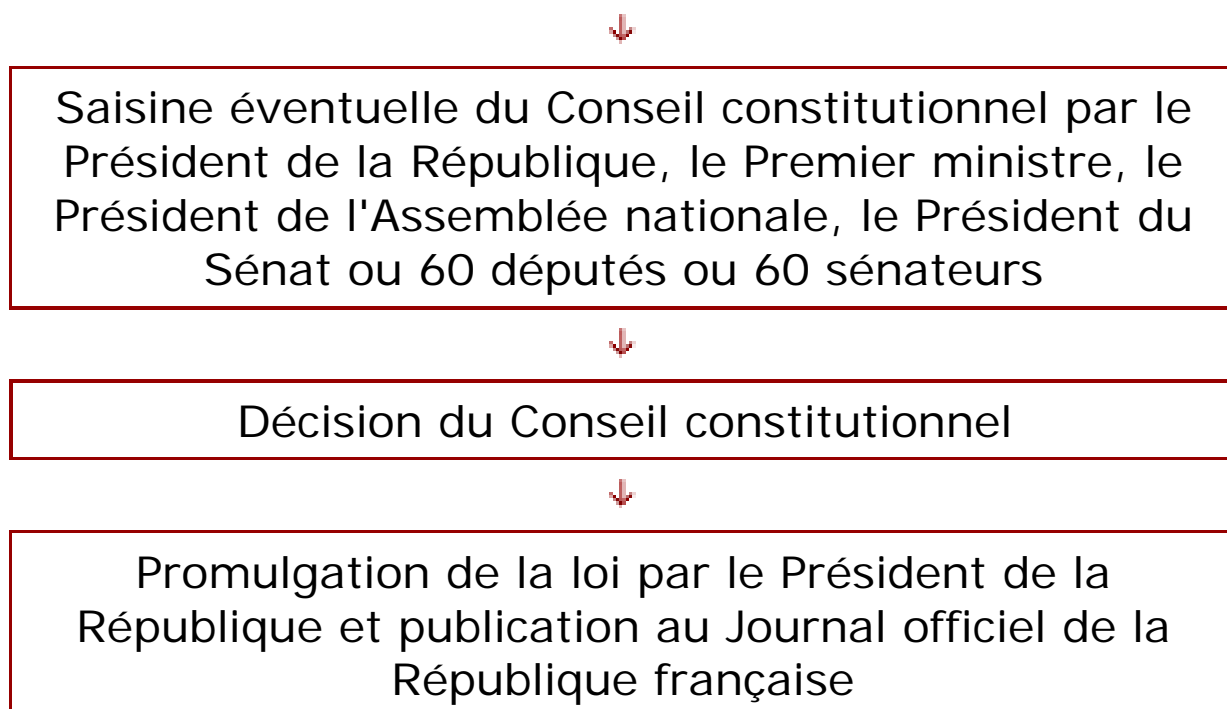 Saisine éventuelle du Conseil constitutionnel par le
Président de la République, le Premier ministre, le
Président de l'Assemblée nationale, le Président du
Sénat ou 60 députés ou 60 sénateurs
Décision du Conseil constitutionnel
Promulgation de la loi par le Président de la
République et publication au Journal officiel de la
République française